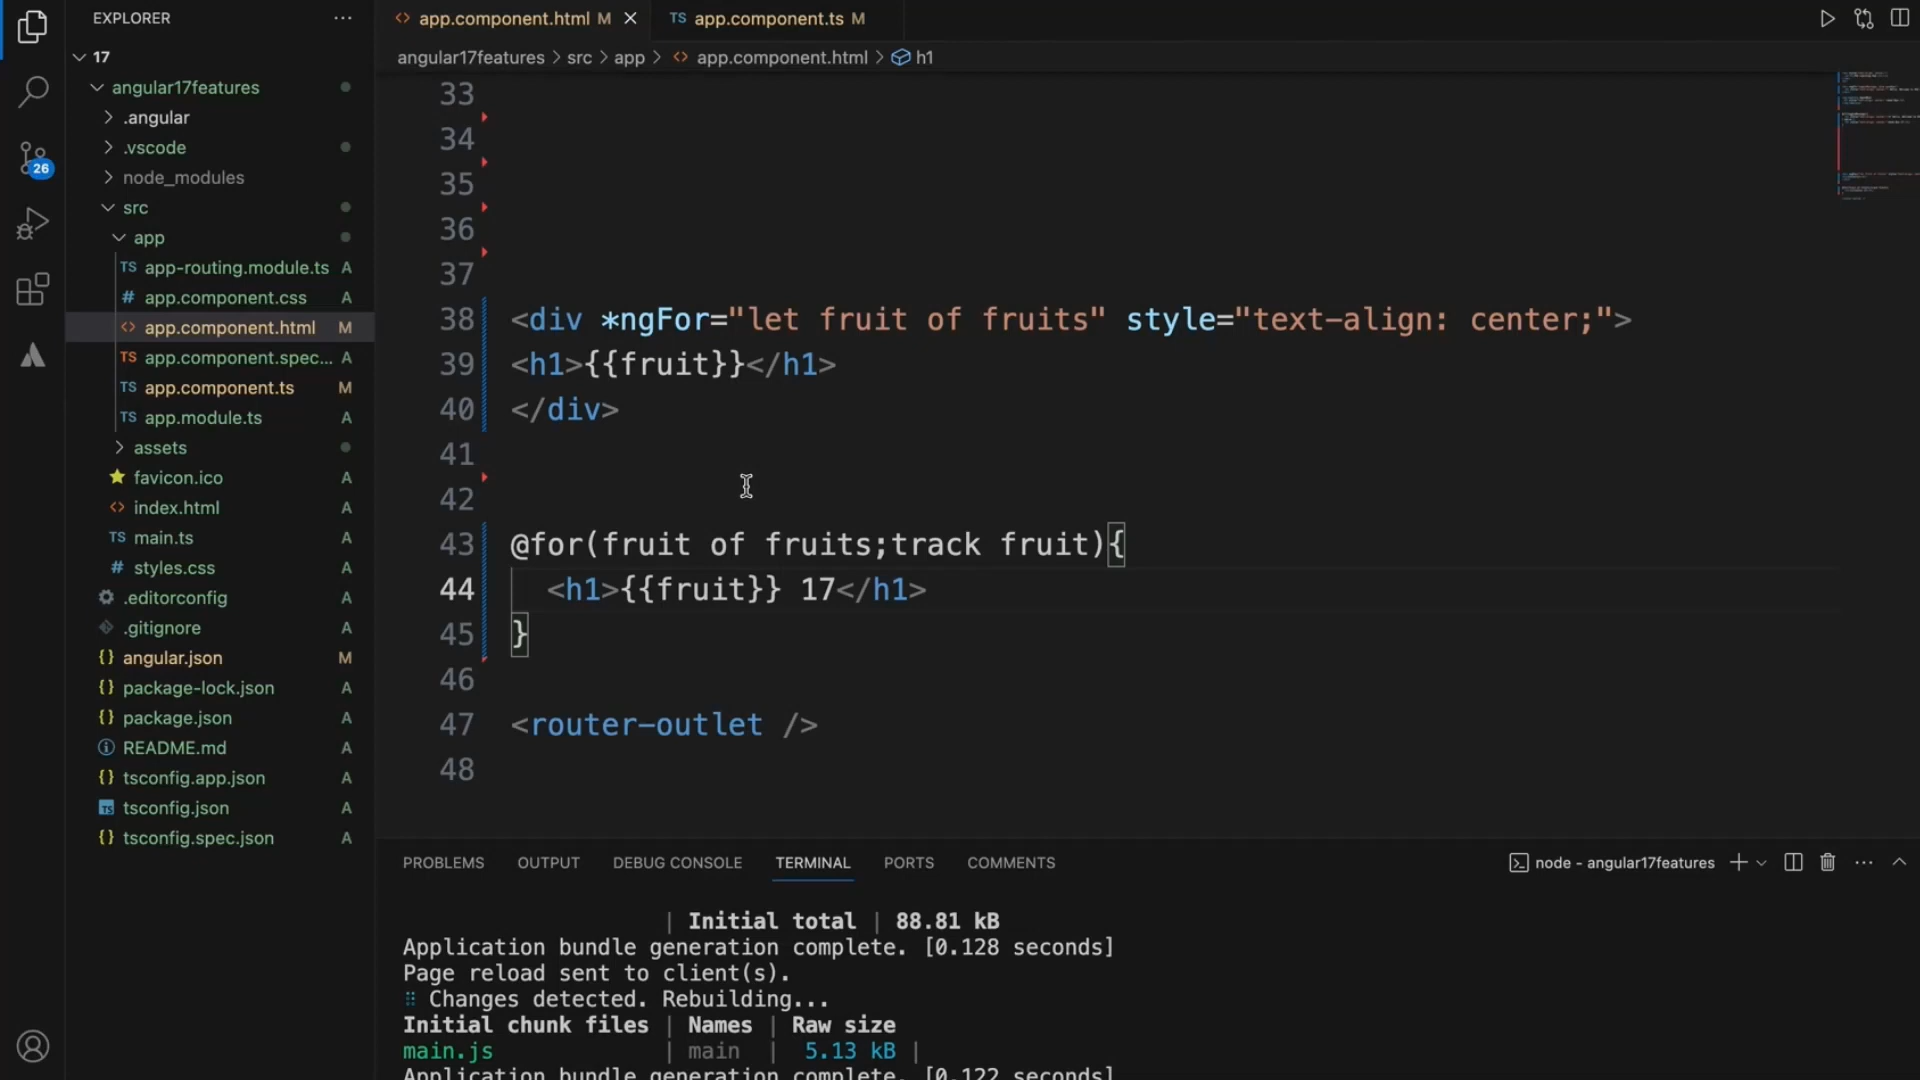 EXPLORER
17
angular17features
.angular
.vscode
node_modules
src
app
app-routing.module.ts A
app.component.css A
app.component.html M
app.component.spec... A
app.component.ts M
app.module.ts A
assets
favicon.ico A
index.html A
main.ts A
styles.css A
.editorconfig A
.gitignore A
angular.json M
package-lock.json A
package.json A
README.md A
tsconfig.app.json A
tsconfig.json A
tsconfig.spec.json A
26
app.component.html M
TS app.component.ts M
angular17features > src > app > app.component.html > h1
33
34
35
36
37
38 <div *ngFor="let fruit of fruits" style="text-align: center;">
39 <h1>{{fruit}}</h1>
40 </div>
41
42
43 @for(fruit of fruits;track fruit){
44 <h1>{{fruit}} 17</h1>
45 }
46
47 <router-outlet />
48
PROBLEMS OUTPUT DEBUG CONSOLE TERMINAL PORTS COMMENTS
node - angular17features
| Initial total | 88.81 kB
Application bundle generation complete. [0.128 seconds]
Page reload sent to client(s).
Changes detected. Rebuilding...
Initial chunk files | Names | Raw size
main.js | main | 5.13 kB |
Application bundle generation complete. [0.122 seconds]